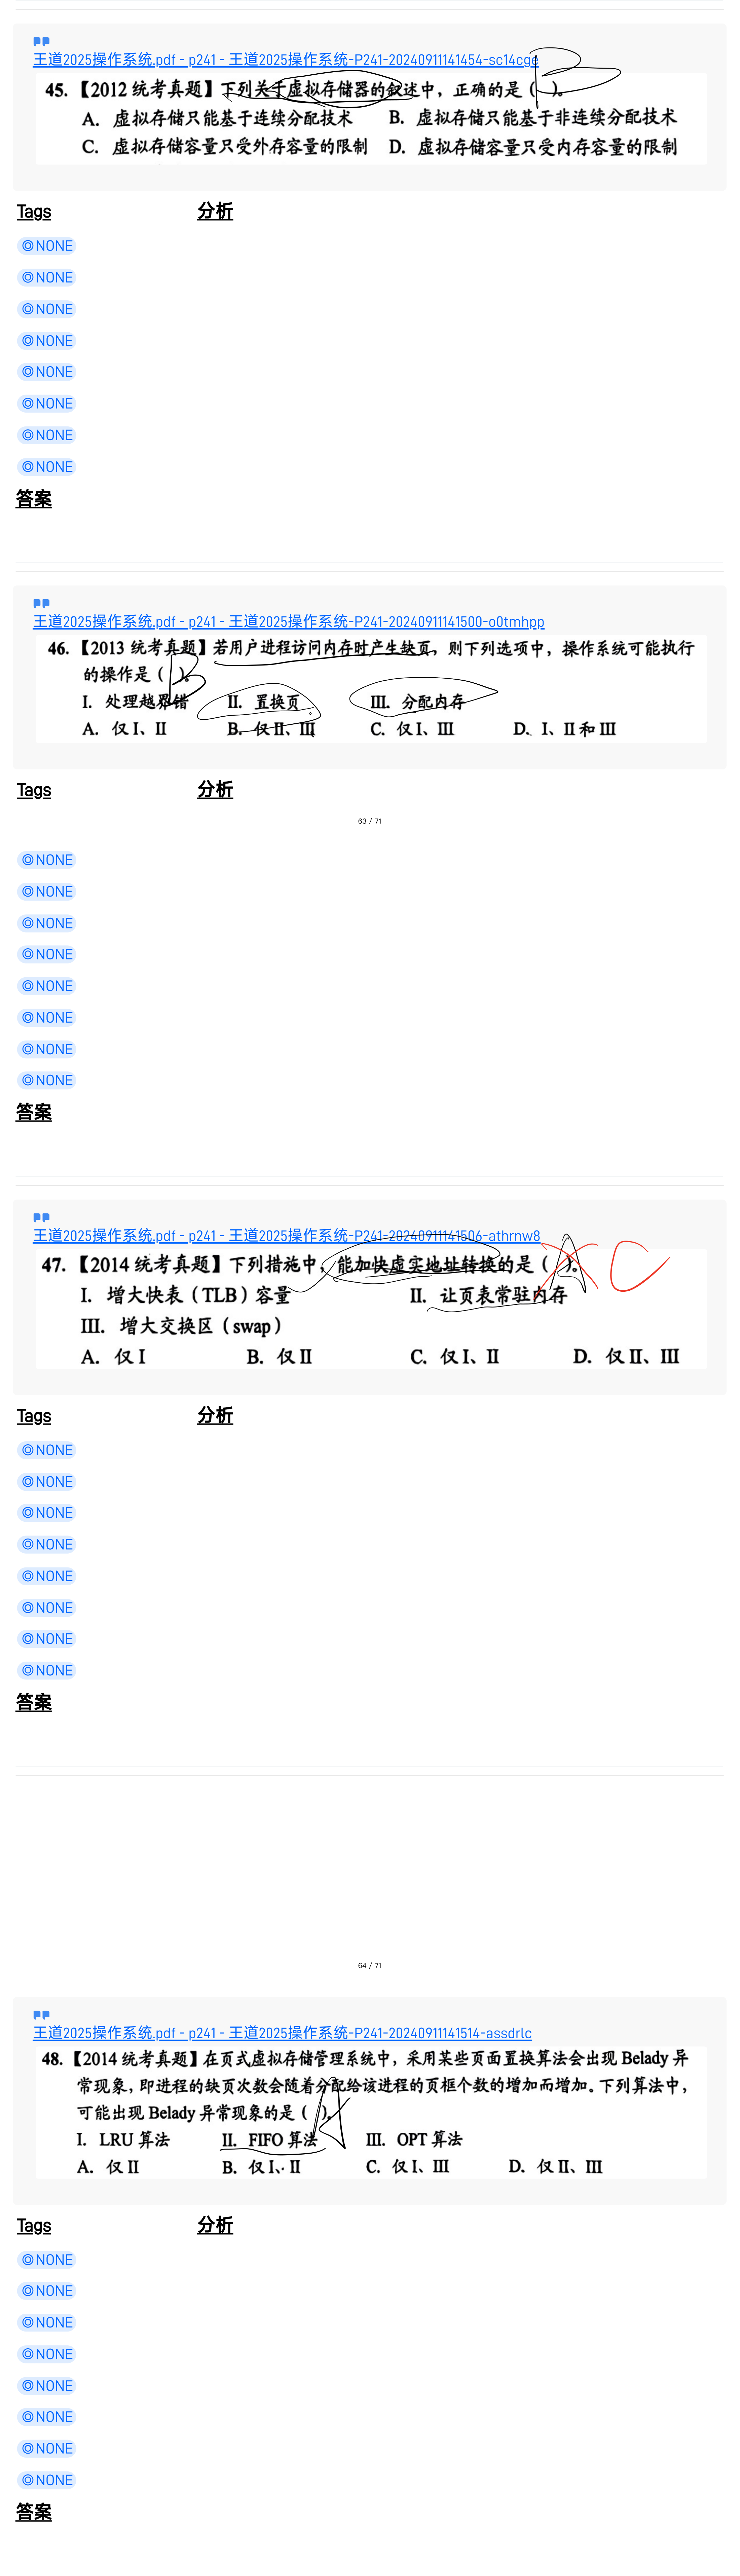 王道2025操作系统.pdf - p241 - 王道2025操作系统-P241-20240911141454-sc14cge
45. 【2012 统考真题】下列关于虚拟存储器的叙述中，正确的是（ ）。
B
A. 虚拟存储只能基于连续分配技术 B. 虚拟存储只能基于非连续分配技术
C. 虚拟存储容量只受外存容量的限制 D. 虚拟存储容量只受内存容量的限制
Tags 分析
◎NONE
◎NONE
◎NONE
◎NONE
◎NONE
◎NONE
◎NONE
◎NONE
答案
王道2025操作系统.pdf - p241 - 王道2025操作系统-P241-20240911141500-o0tmhpp
46. 【2013 统考真题】若用户进程访问内存时产生缺页，则下列选项中，操作系统可能执行
的操作是（ ）。
B
I. 处理越界错 II. 置换页 III. 分配内存
A. 仅 I、II B. 仅 II、III C. 仅 I、III D. I、II 和 III
Tags 分析
63 / 71
◎NONE
◎NONE
◎NONE
◎NONE
◎NONE
◎NONE
◎NONE
◎NONE
答案
王道2025操作系统.pdf - p241 - 王道2025操作系统-P241-20240911141506-athrnw8
47. 【2014 统考真题】下列措施中，能加快虚实地址转换的是（ ）。
A C
I. 增大快表（TLB）容量 II. 让页表常驻内存
III. 增大交换区（swap）
A. 仅 I B. 仅 II C. 仅 I、II D. 仅 II、III
Tags 分析
◎NONE
◎NONE
◎NONE
◎NONE
◎NONE
◎NONE
◎NONE
◎NONE
答案
64 / 71
王道2025操作系统.pdf - p241 - 王道2025操作系统-P241-20240911141514-assdrlc
48. 【2014 统考真题】在页式虚拟存储管理系统中，采用某些页面置换算法会出现 Belady 异
常现象，即进程的缺页次数会随着分配给该进程的页框个数的增加而增加。下列算法中，
可能出现 Belady 异常现象的是（ ）。
A
I. LRU 算法 II. FIFO 算法 III. OPT 算法
A. 仅 II B. 仅 I、II C. 仅 I、III D. 仅 II、III
Tags 分析
◎NONE
◎NONE
◎NONE
◎NONE
◎NONE
◎NONE
◎NONE
◎NONE
答案